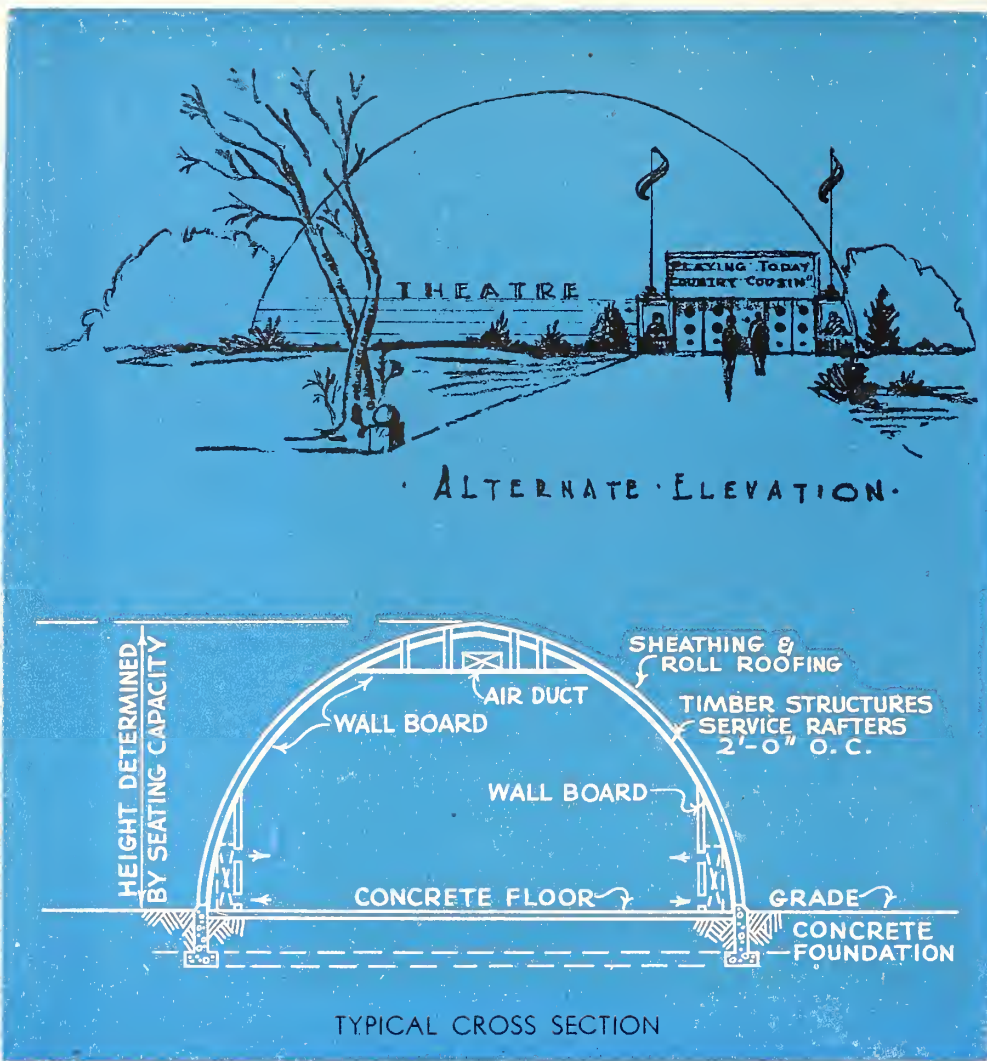 THEATRE
"PLAYING TODAY
COUNTRY COUSIN"
· ALTERNATE · ELEVATION ·
HEIGHT DETERMINED
BY SEATING CAPACITY
SHEATHING &
ROLL ROOFING
AIR DUCT
TIMBER STRUCTURES
SERVICE RAFTERS
2'-0" O.C.
WALL BOARD
WALL BOARD
CONCRETE FLOOR
GRADE
CONCRETE
FOUNDATION
TYPICAL CROSS SECTION